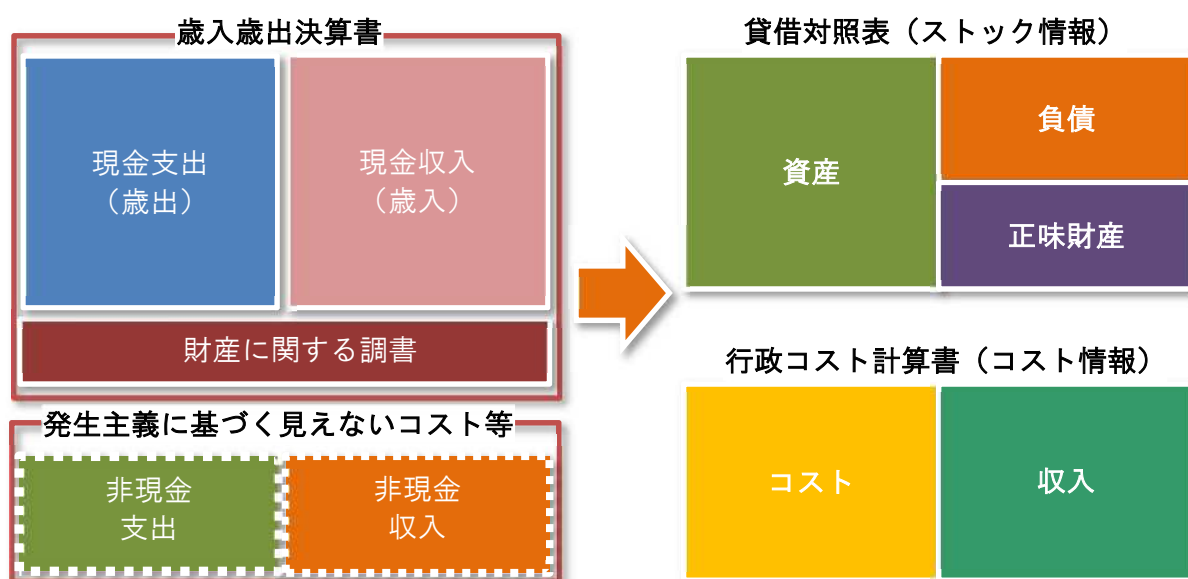 歳入歳出決算書
現金支出
（歳出）
現金収入
（歳入）
財産に関する調書
発生主義に基づく見えないコスト等
非現金
支出
非現金
収入
貸借対照表（ストック情報）
資産
負債
正味財産
行政コスト計算書（コスト情報）
コスト
収入